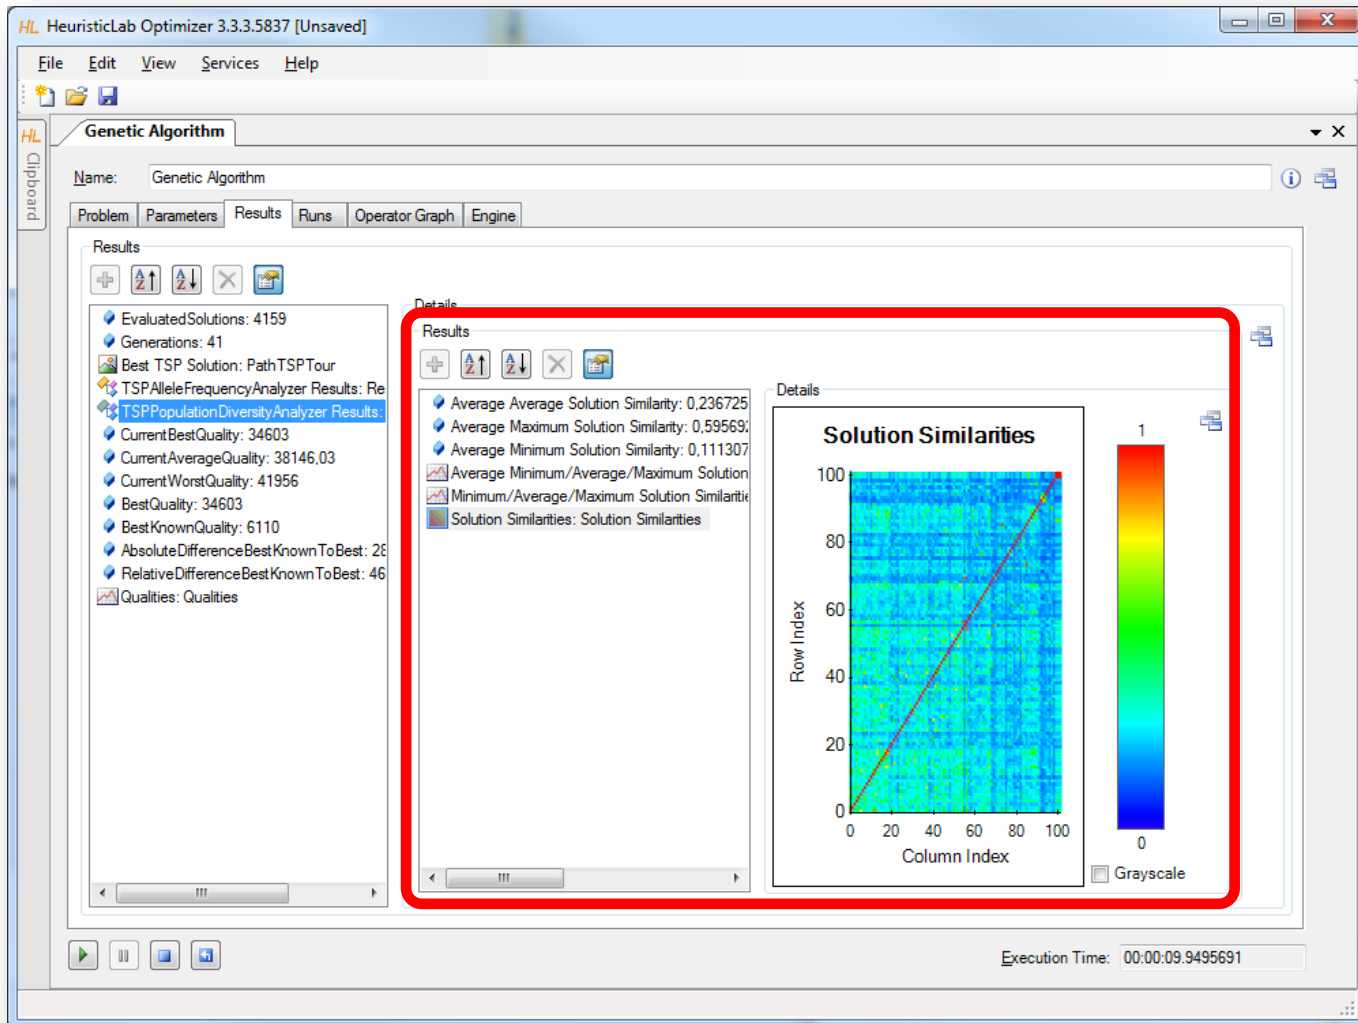 HL HeuristicLab Optimizer 3.3.3.5837 [Unsaved]
File Edit View Services Help
HL Clipboard
Genetic Algorithm
Name: Genetic Algorithm
Problem Parameters Results Runs Operator Graph Engine
Results
EvaluatedSolutions: 4159
Generations: 41
Best TSP Solution: PathTSPTour
TSPAlleleFrequencyAnalyzer Results: Re
TSPPopulationDiversityAnalyzer Results:
CurrentBestQuality: 34603
CurrentAverageQuality: 38146,03
CurrentWorstQuality: 41956
BestQuality: 34603
BestKnownQuality: 6110
AbsoluteDifferenceBestKnownToBest: 28
RelativeDifferenceBestKnownToBest: 46
Qualities: Qualities
Details
Results
Average Average Solution Similarity: 0,236725
Average Maximum Solution Similarity: 0,595692
Average Minimum Solution Similarity: 0,111307
Average Minimum/Average/Maximum Solution
Minimum/Average/Maximum Solution Similaritie
Solution Similarities: Solution Similarities
Details
Solution Similarities
100
80
60
40
20
0
Row Index
0 20 40 60 80 100
Column Index
1
0
Grayscale
Execution Time: 00:00:09.9495691